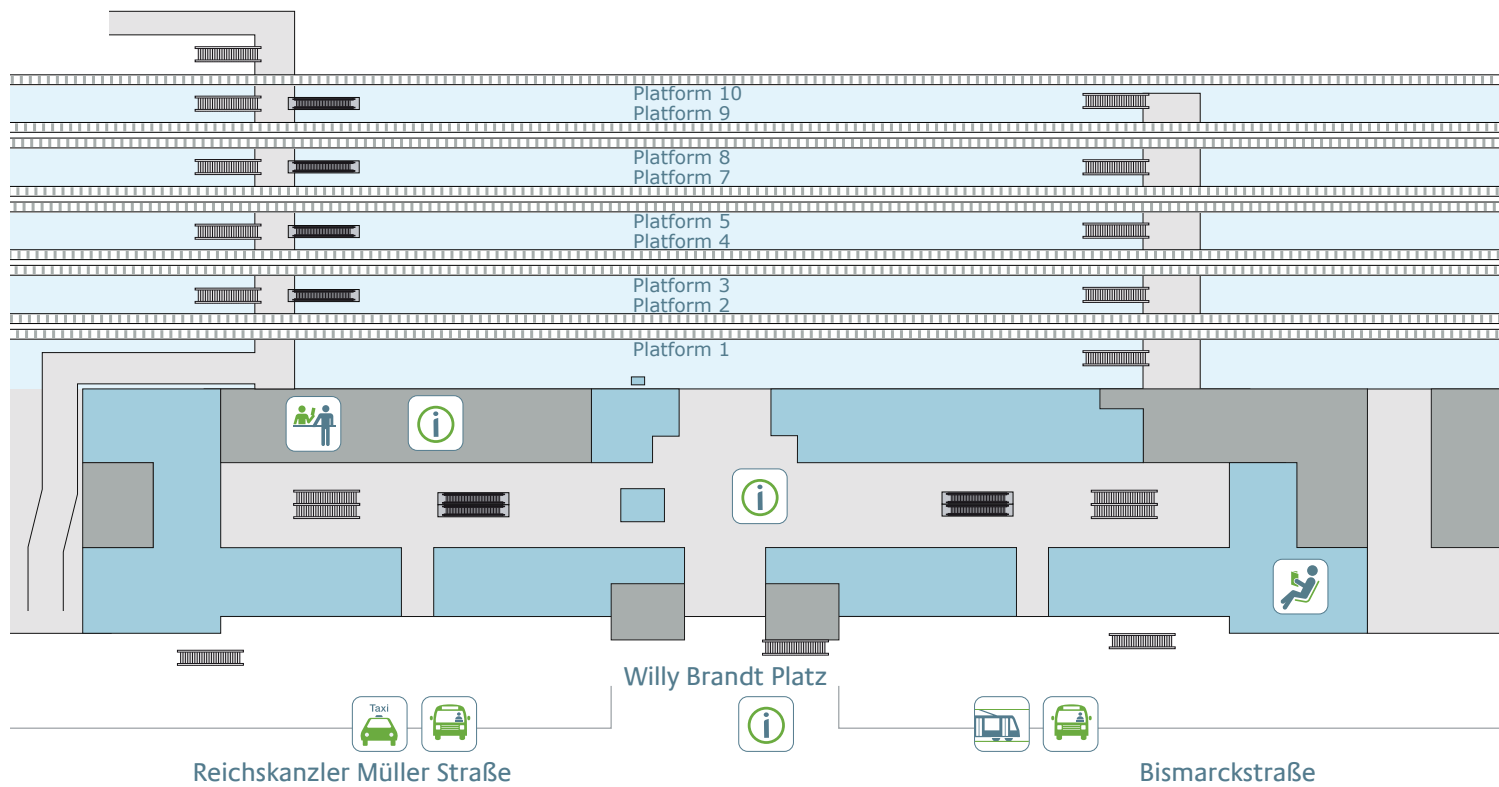 Platform 10
Platform 9
Platform 8
Platform 7
Platform 5
Platform 4
Platform 3
Platform 2
Platform 1
i
i
Willy Brandt Platz
Taxi
i
Reichskanzler Müller Straße
Bismarckstraße